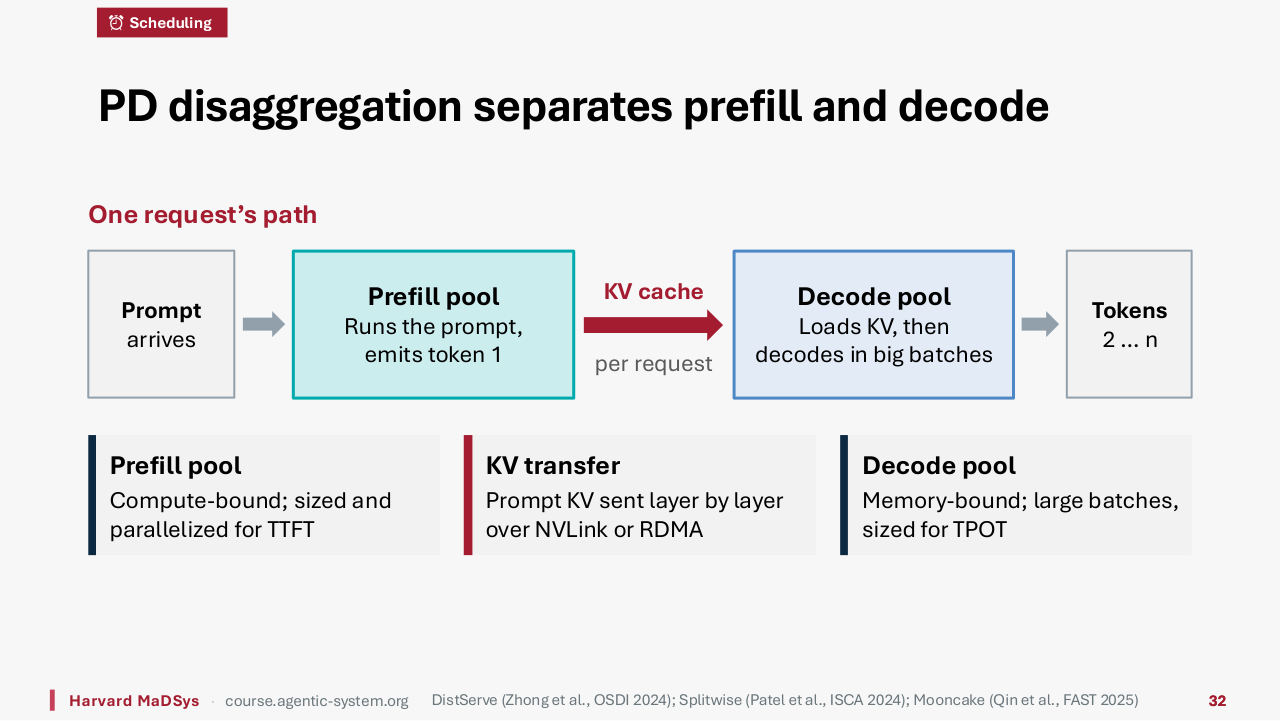 Scheduling
PD disaggregation separates prefill and decode
One request's path
Prompt
arrives
Prefill pool
Runs the prompt,
emits token 1
KV cache
per request
Decode pool
Loads KV, then
decodes in big batches
Tokens
2 … n
Prefill pool
Compute-bound; sized and
parallelized for TTFT
KV transfer
Prompt KV sent layer by layer
over NVLink or RDMA
Decode pool
Memory-bound; large batches,
sized for TPOT
Harvard MaDSys · course.agentic-system.org DistServe (Zhong et al., OSDI 2024); Splitwise (Patel et al., ISCA 2024); Mooncake (Qin et al., FAST 2025) 32